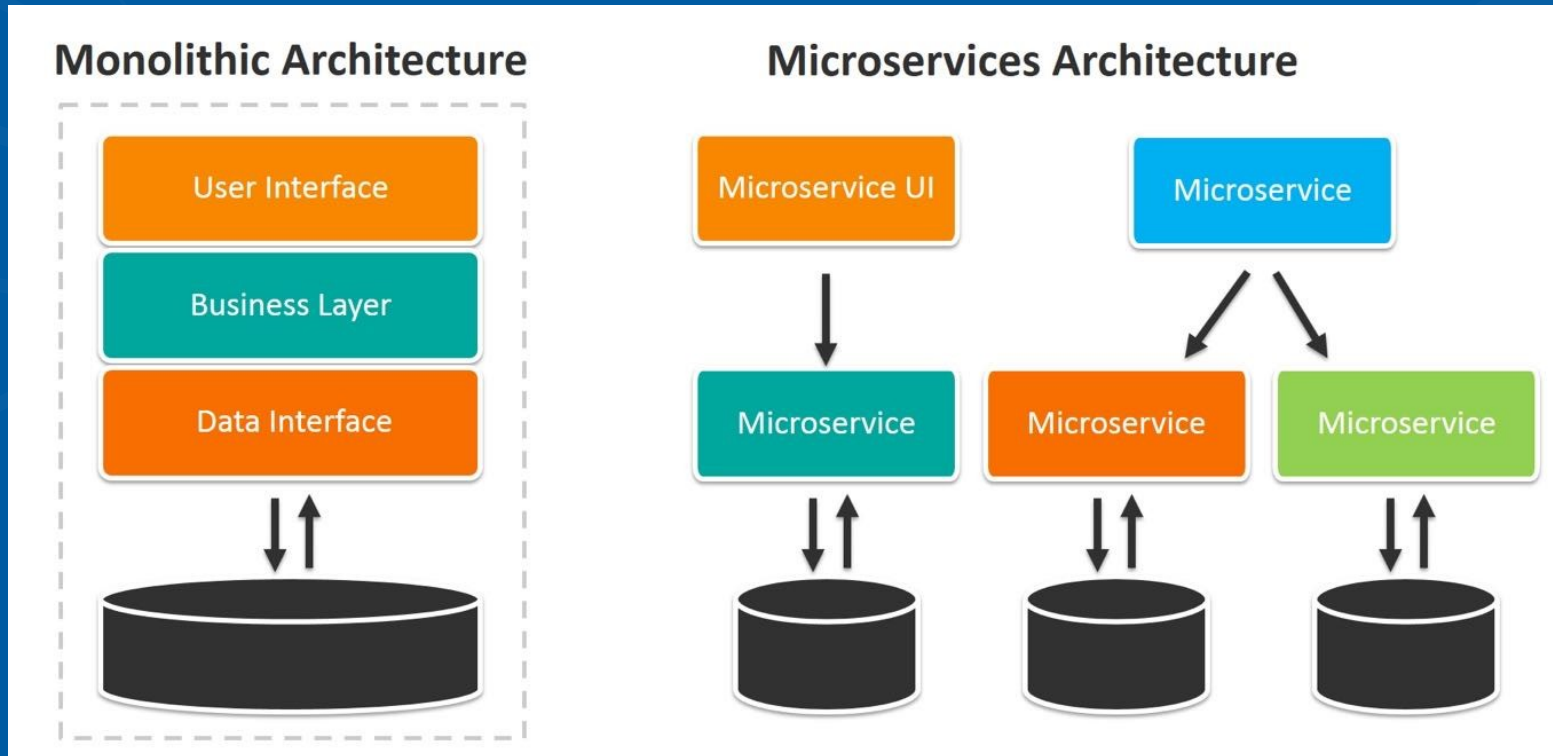 Monolithic Architecture
User Interface
Business Layer
Data Interface
Microservices Architecture
Microservice UI
Microservice
Microservice
Microservice
Microservice